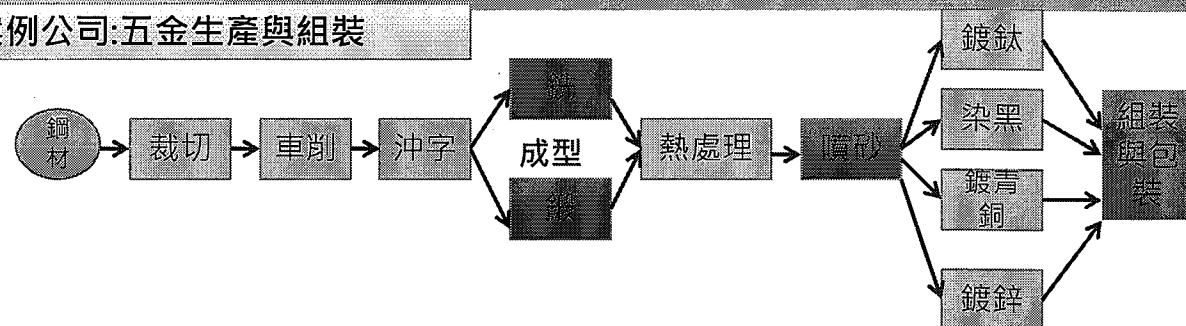 例公司:五金生產與組裝
鋼
材
裁切
車削
沖字
成型
鍛
熱處理
噴砂
鍍鈦
染黑
鍍青
銅
鍍鋅
組裝
與包
裝